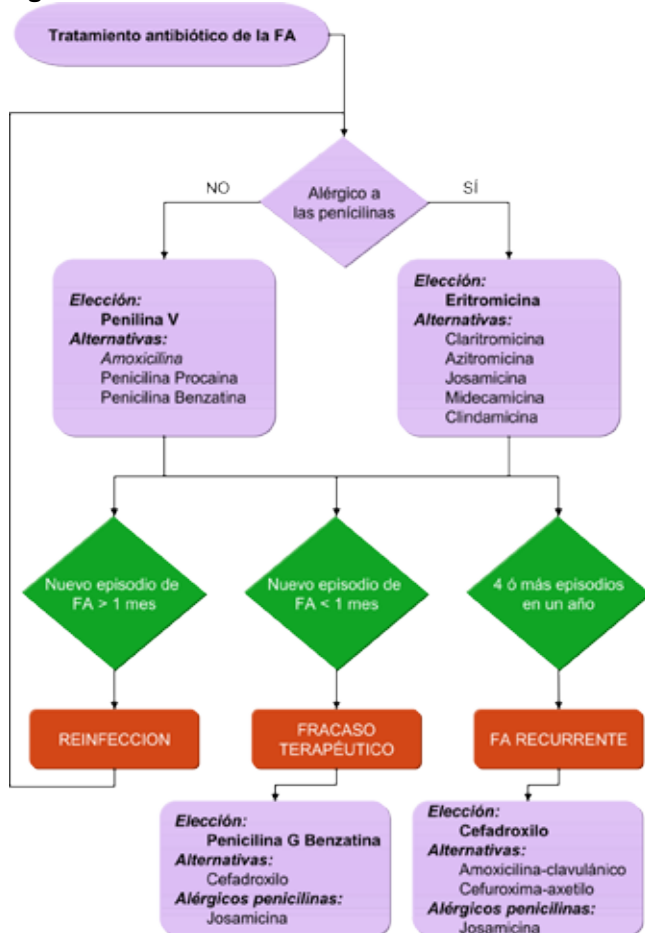 Tratamiento antibiótico de la FA
Alérgico a
las penícilinas
NO
SÍ
Elección:
Penilina V
Alternativas:
Amoxicilina
Penicilina Procaina
Penicilina Benzatina
Elección:
Eritromicina
Alternativas:
Claritromicina
Azitromicina
Josamicina
Midecamicina
Clindamicina
Nuevo episodio de
FA > 1 mes
Nuevo episodio de
FA < 1 mes
4 ó más episodios
en un año
REINFECCION
FRACASO
TERAPÉUTICO
FA RECURRENTE
Elección:
Penicilina G Benzatina
Alternativas:
Cefadroxilo
Alérgicos penicilinas:
Josamicina
Elección:
Cefadroxilo
Alternativas:
Amoxicilina-clavulánico
Cefuroxima-axetilo
Alérgicos penicilinas:
Josamicina